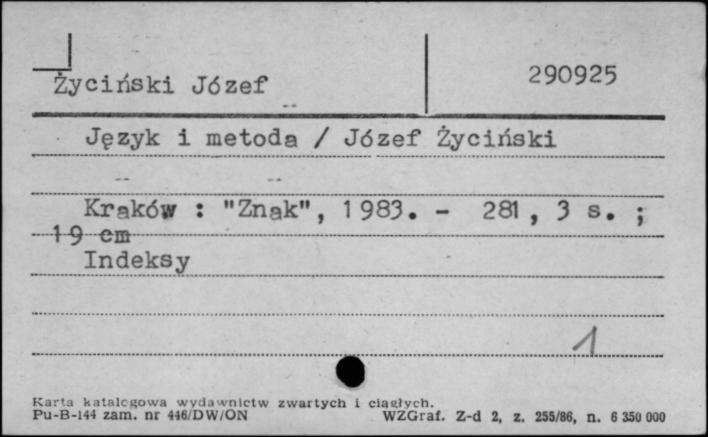 Życiński Józef
290925
Język i metoda / Józef Życiński
Kraków : "Znak", 1983. - 281, 3 s. ;
19 cm
Indeksy
1
Karta katalogowa wydawnictw zwartych i ciągłych.
Pu-B-144 zam. nr 446/DW/ON
WZGraf. Z-d 2, z. 255/86, n. 6 350 000